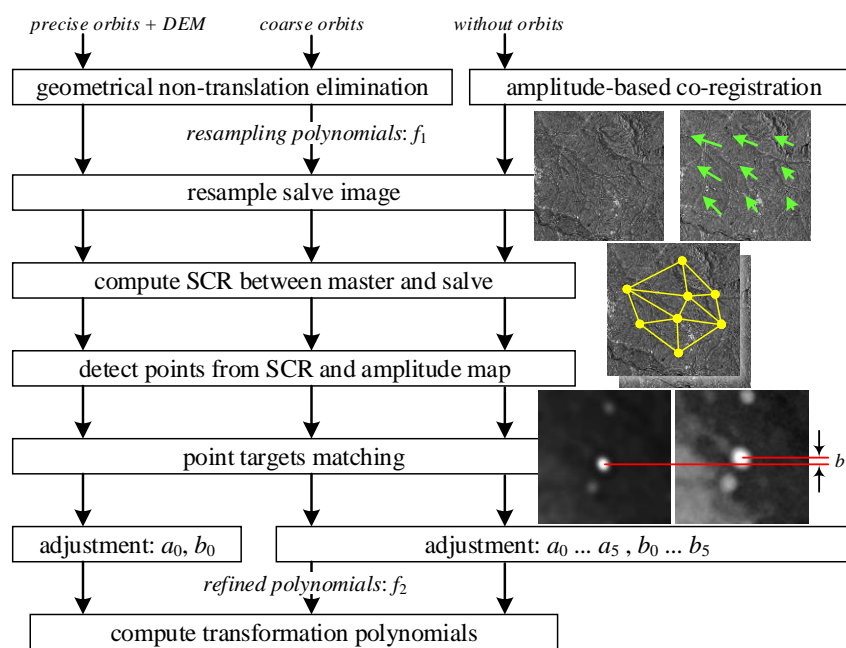 precise orbits + DEM
coarse orbits
without orbits
geometrical non-translation elimination
amplitude-based co-registration
resampling polynomials: f1
resample salve image
compute SCR between master and salve
detect points from SCR and amplitude map
point targets matching
b
adjustment: a0, b0
adjustment: a0 ... a5 , b0 ... b5
refined polynomials: f2
compute transformation polynomials